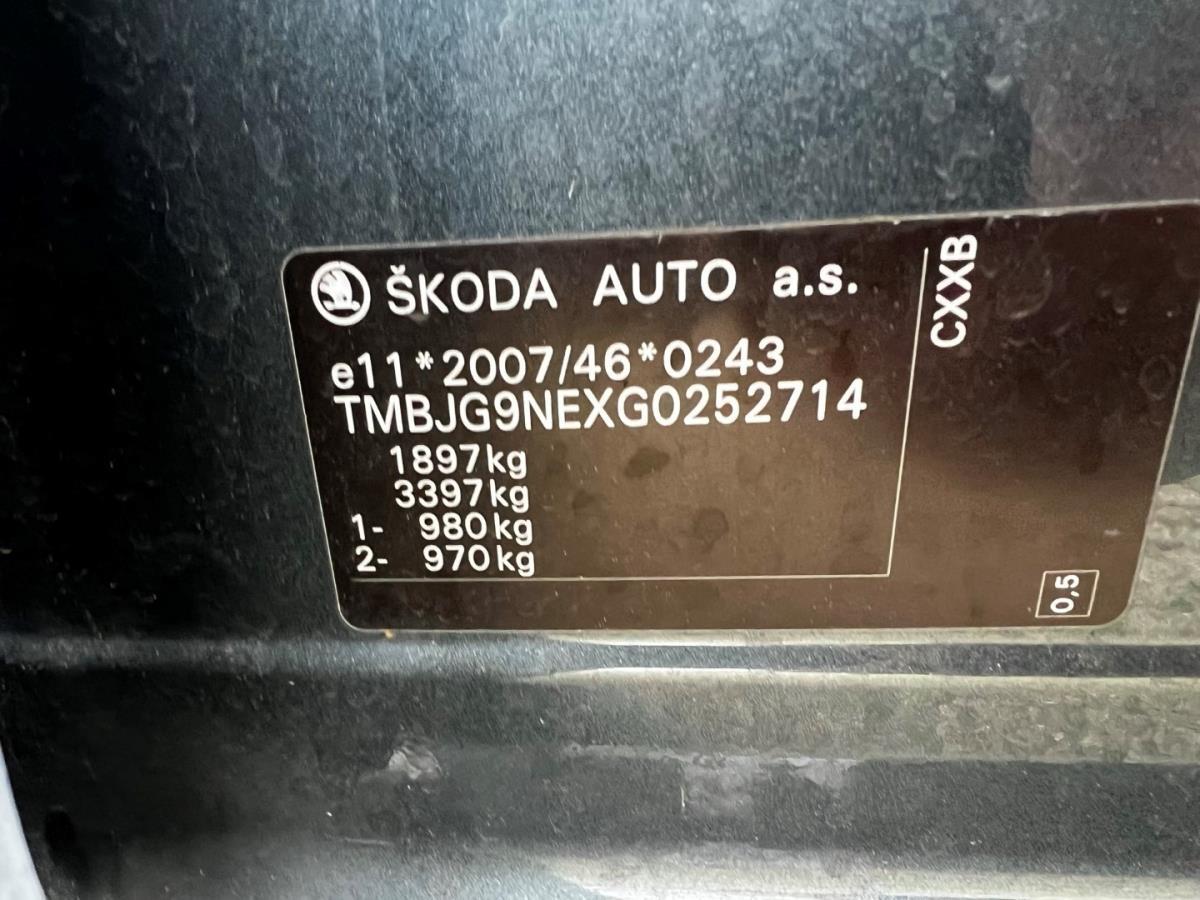 ŠKODA AUTO a.s.
e11*2007/46*0243
TMBJG9NEXG0252714
1897kg
3397kg
1- 980kg
2- 970kg
CXXB
0,5